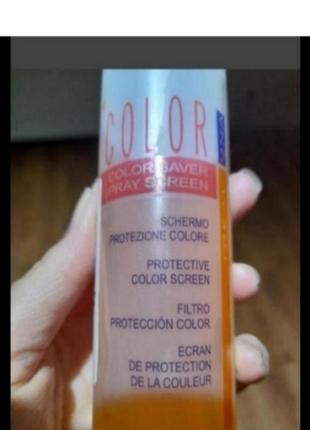 COLOR
COLOR SAVER
SPRAY SCREEN
SCHERMO
PROTEZIONE COLORE
PROTECTIVE
COLOR SCREEN
FILTRO
PROTECCIÓN COLOR
ECRAN
DE PROTECTION
DE LA COULEUR